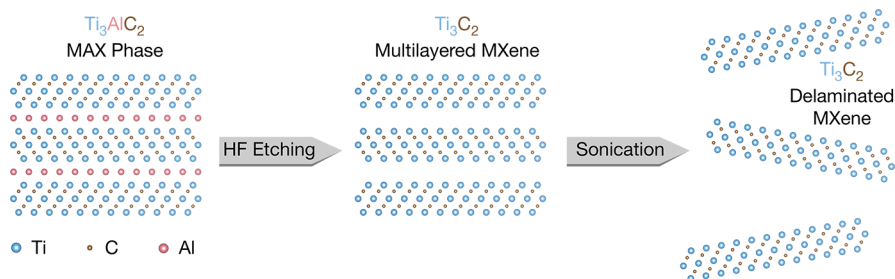 Ti₃AlC₂
MAX Phase
HF Etching
Ti₃C₂
Multilayered MXene
Sonication
Ti₃C₂
Delaminated
MXene
Ti
C
Al